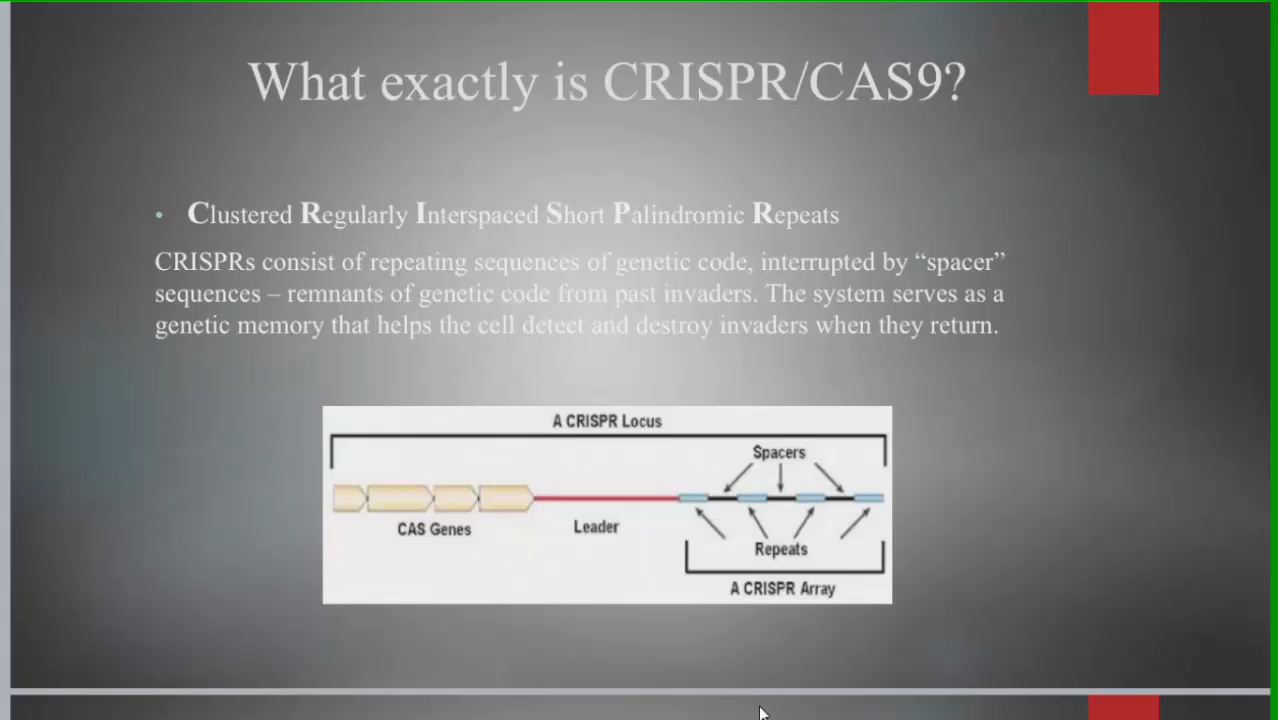 What exactly is CRISPR/CAS9?
• Clustered Regularly Interspaced Short Palindromic Repeats
CRISPRs consist of repeating sequences of genetic code, interrupted by “spacer”
sequences – remnants of genetic code from past invaders. The system serves as a
genetic memory that helps the cell detect and destroy invaders when they return.
A CRISPR Locus
Spacers
CAS Genes
Leader
Repeats
A CRISPR Array